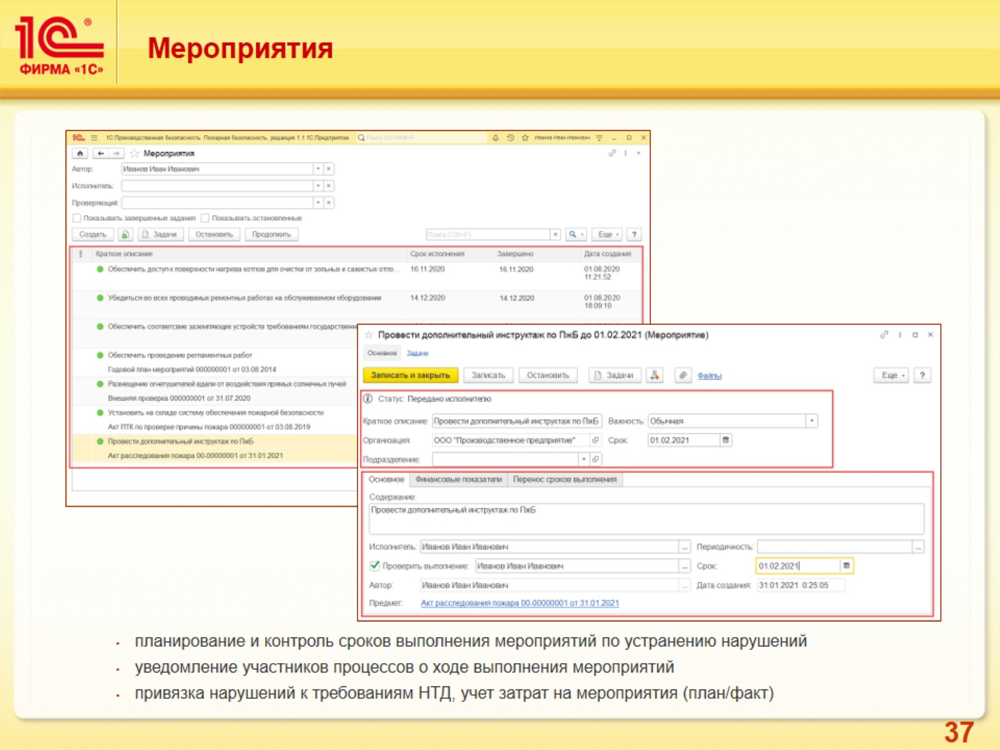 1С ®
ФИРМА «1С»
Мероприятия
1С:Производственная безопасность. Пожарная безопасность, редакция 1.1 1С:Предприятие
Поиск Ctrl+Shift+F
Иванов Иван Иванович
Мероприятия
Автор: Иванов Иван Иванович
Исполнитель:
Проверяющий:
Показывать завершенные задания Показывать остановленные
Создать Задачи Остановить Продолжить Поиск (Ctrl+F) Еще ?
Краткое описание Срок исполнения Завершено Дата создания
Обеспечить доступ к поверхности нагрева котлов для очистки от зольных и сажистых отло... 16.11.2020 16.11.2020 01.08.2020
11:21:52
Убедиться во всех проводимых ремонтных работах на обслуживаемом оборудовании 14.12.2020 14.12.2020 01.08.2020
18:09:10
Обеспечить соответсвие заземляющих устройств требованиям государственн
Обеспечить проведение регламентных работ
Годовой план мероприятий 000000001 от 03.08.2014
Размещение огнетушителей вдали от воздействия прямых солнечных лучей
Внешняя проверка 000000001 от 31.07.2020
Установить на складе систему обеспечения пожарной безопасности
Акт ПТК по проверке причины пожара 000000001 от 03.08.2019
Провести дополнительный инструктаж по ПжБ
Акт расследования пожара 00-00000001 от 31.01.2021
Провести дополнительный инструктаж по ПжБ до 01.02.2021 (Мероприятие)
Основное Задачи
Записать и закрыть Записать Остановить Задачи Файлы Еще ?
Статус: Передано исполнителю
Краткое описание: Провести дополнительный инструктаж по ПжБ Важность: Обычная
Организация: ООО "Производственное предприятие" Срок: 01.02.2021
Подразделение:
Основное Финансовые показатели Перенос сроков выполнения
Содержание:
Провести дополнительный инструктаж по ПжБ
Исполнитель: Иванов Иван Иванович ... Периодичность: ...
Проверить выполнение: Иванов Иван Иванович ... Срок: 01.02.2021
Автор: Иванов Иван Иванович ... Дата создания: 31.01.2021 0:25:05
Предмет: Акт расследования пожара 00-00000001 от 31.01.2021
планирование и контроль сроков выполнения мероприятий по устранению нарушений
уведомление участников процессов о ходе выполнения мероприятий
привязка нарушений к требованиям НТД, учет затрат на мероприятия (план/факт)
37